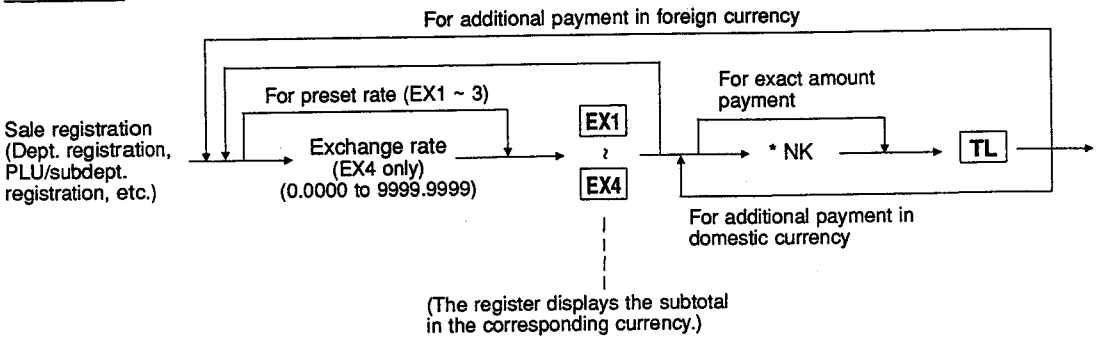 For additional payment in foreign currency
For preset rate (EX1 ~ 3)
For exact amount
payment
Sale registration
(Dept. registration,
PLU/subdept.
registration, etc.)
Exchange rate
(EX4 only)
(0.0000 to 9999.9999)
EX1
~
EX4
* NK
TL
For additional payment in
domestic currency
(The register displays the subtotal
in the corresponding currency.)